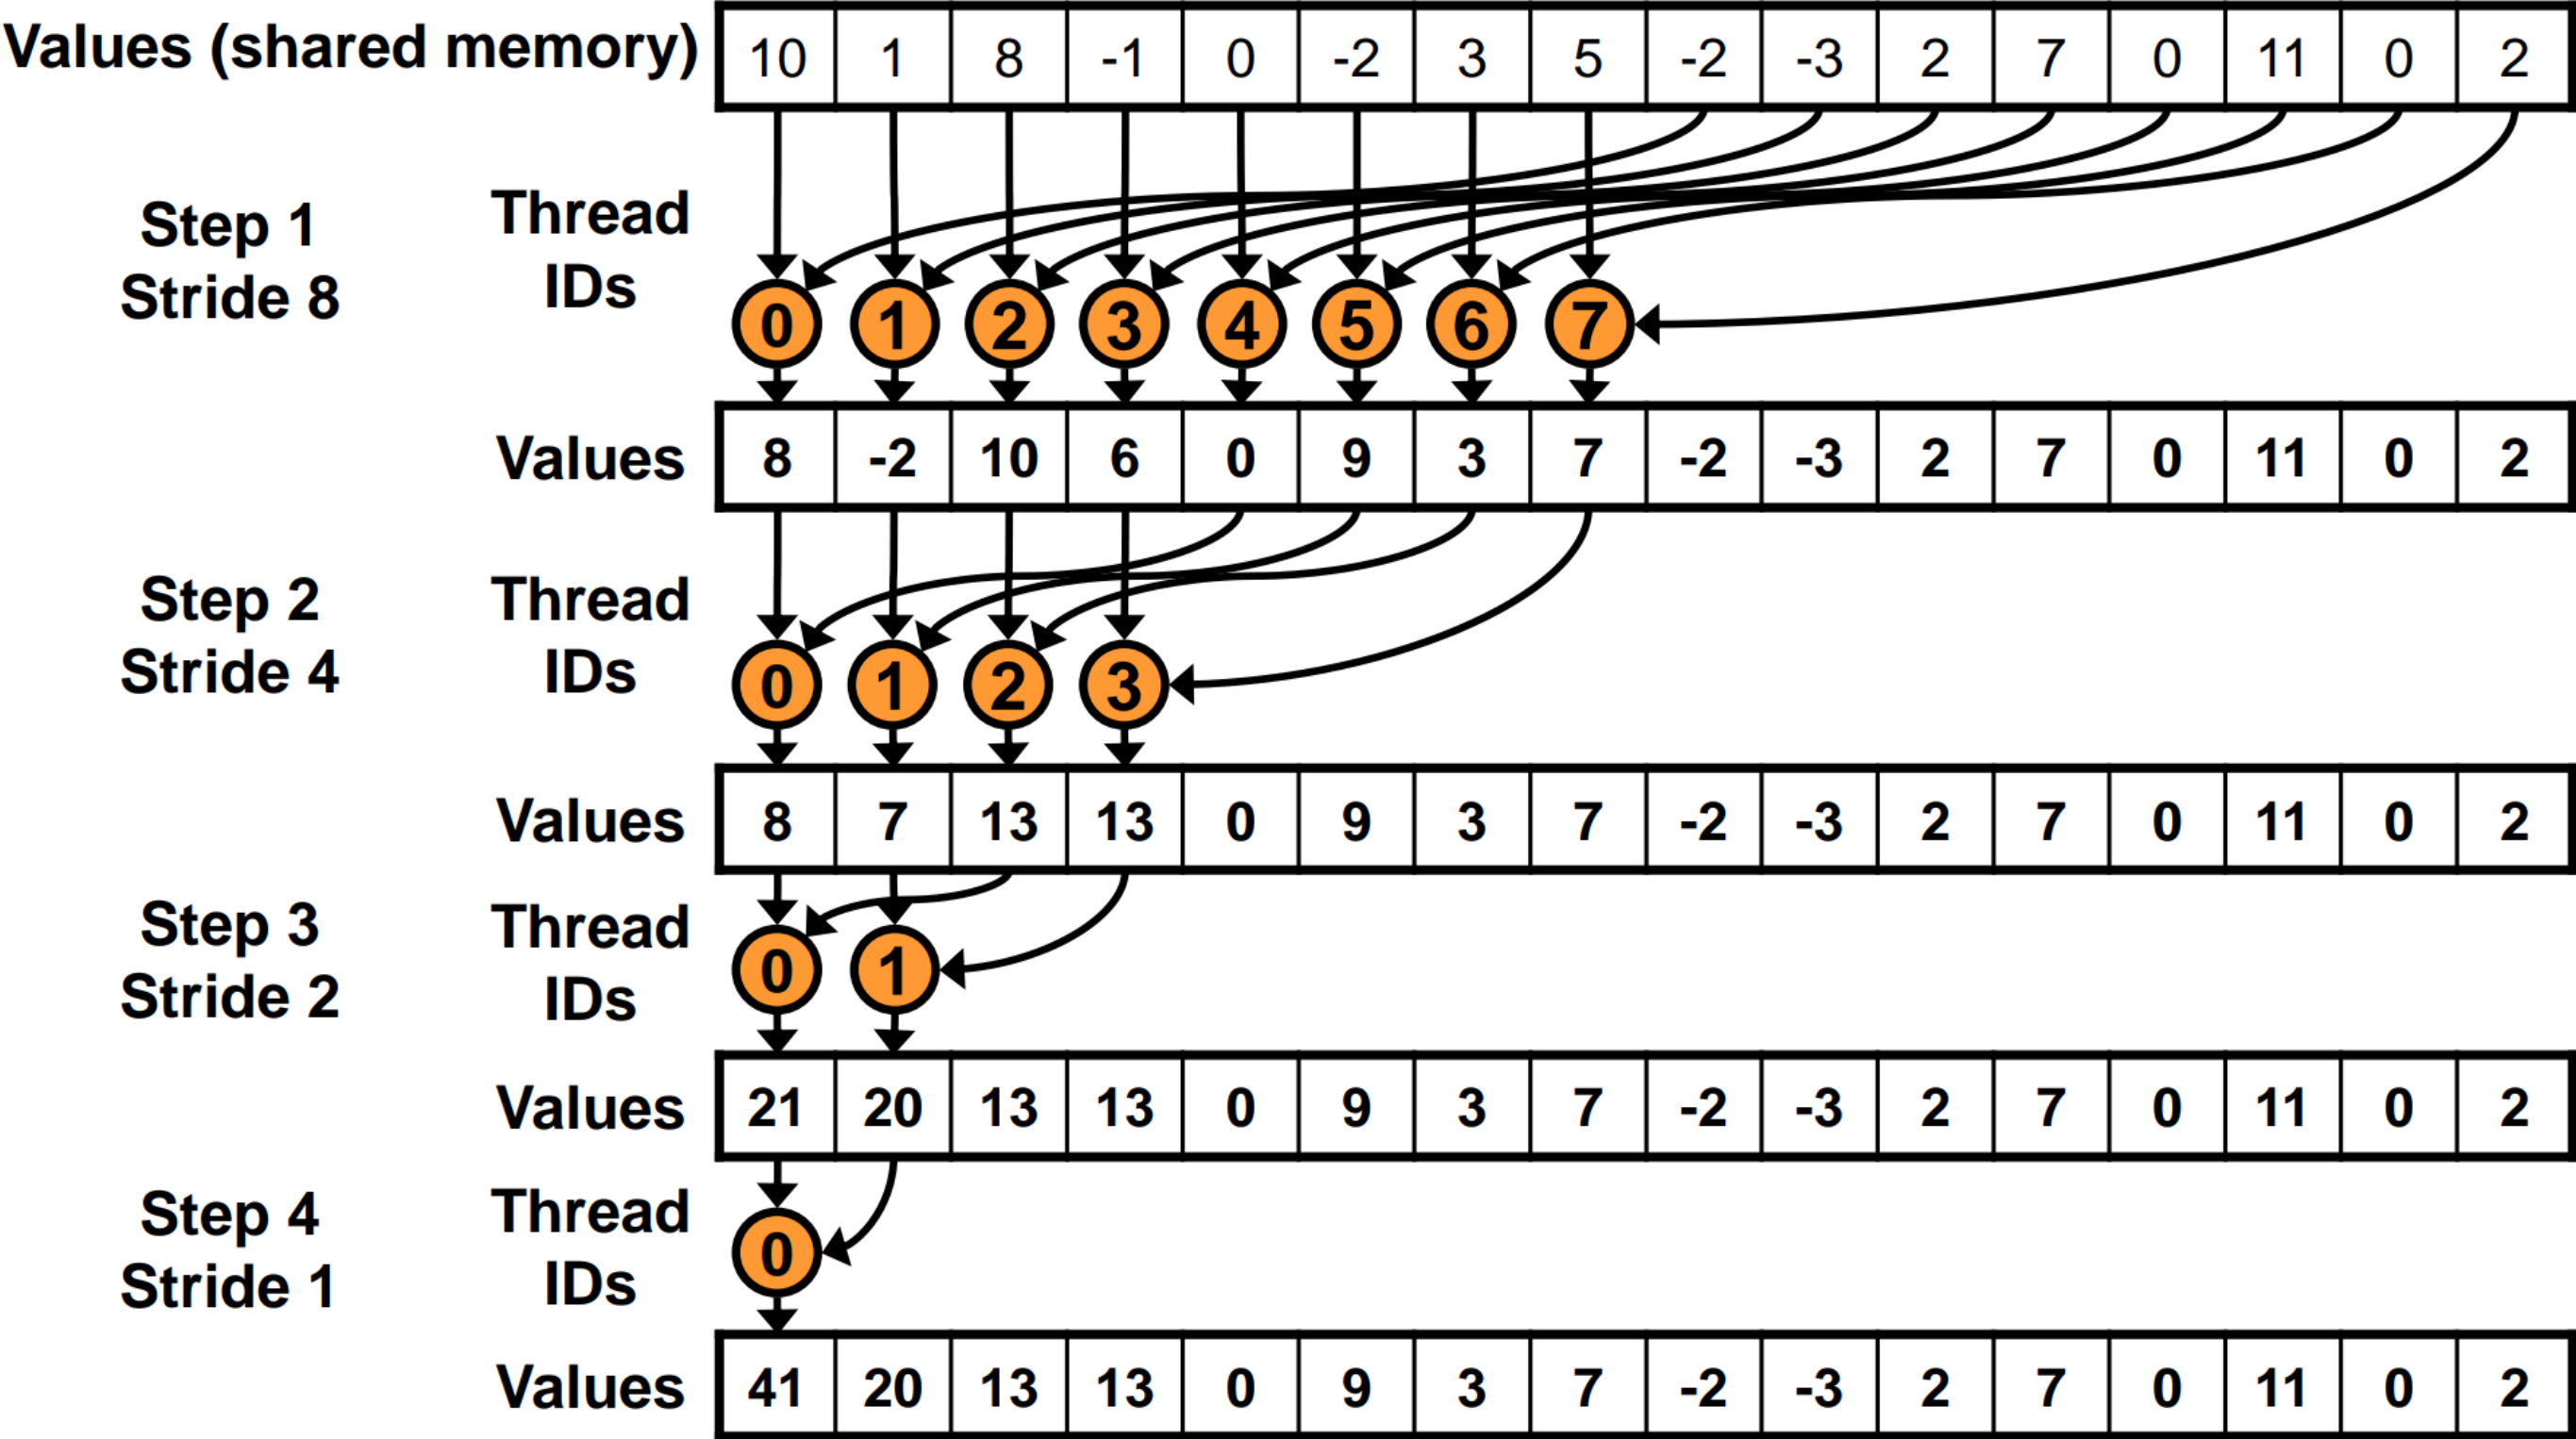 Values (shared memory) 10 1 8 -1 0 -2 3 5 -2 -3 2 7 0 11 0 2
Step 1 Thread
Stride 8 IDs
0 1 2 3 4 5 6 7
Values 8 -2 10 6 0 9 3 7 -2 -3 2 7 0 11 0 2
Step 2 Thread
Stride 4 IDs
0 1 2 3
Values 8 7 13 13 0 9 3 7 -2 -3 2 7 0 11 0 2
Step 3 Thread
Stride 2 IDs
0 1
Values 21 20 13 13 0 9 3 7 -2 -3 2 7 0 11 0 2
Step 4 Thread
Stride 1 IDs
0
Values 41 20 13 13 0 9 3 7 -2 -3 2 7 0 11 0 2